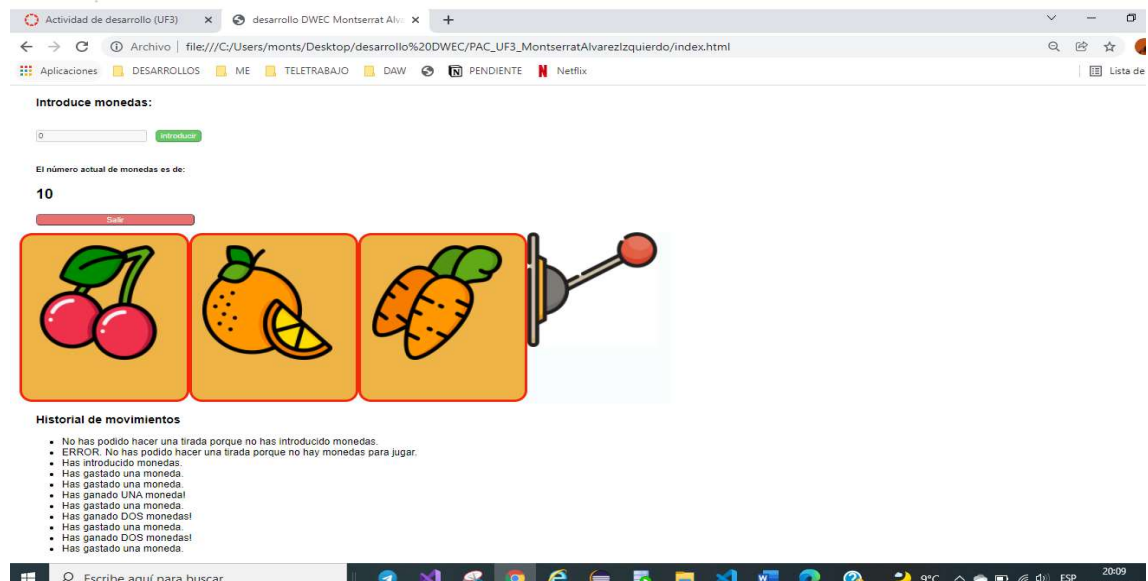 Actividad de desarrollo (UF3)
desarrollo DWEC Montserrat Alv
Archivo | file:///C:/Users/monts/Desktop/desarrollo%20DWEC/PAC_UF3_MontserratAlvarezIzquierdo/index.html
Aplicaciones DESARROLLOS ME TELETRABAJO DAW PENDIENTE Netflix Lista de
Introduce monedas:
0 introducir
El número actual de monedas es de:
10
Salir
Historial de movimientos
No has podido hacer una tirada porque no has introducido monedas.
ERROR. No has podido hacer una tirada porque no hay monedas para jugar.
Has introducido monedas.
Has gastado una moneda.
Has gastado una moneda.
Has ganado UNA moneda!
Has gastado una moneda.
Has ganado DOS monedas!
Has gastado una moneda.
Has ganado DOS monedas!
Has gastado una moneda.
Escribe aquí para buscar 9°C ESP 20:09